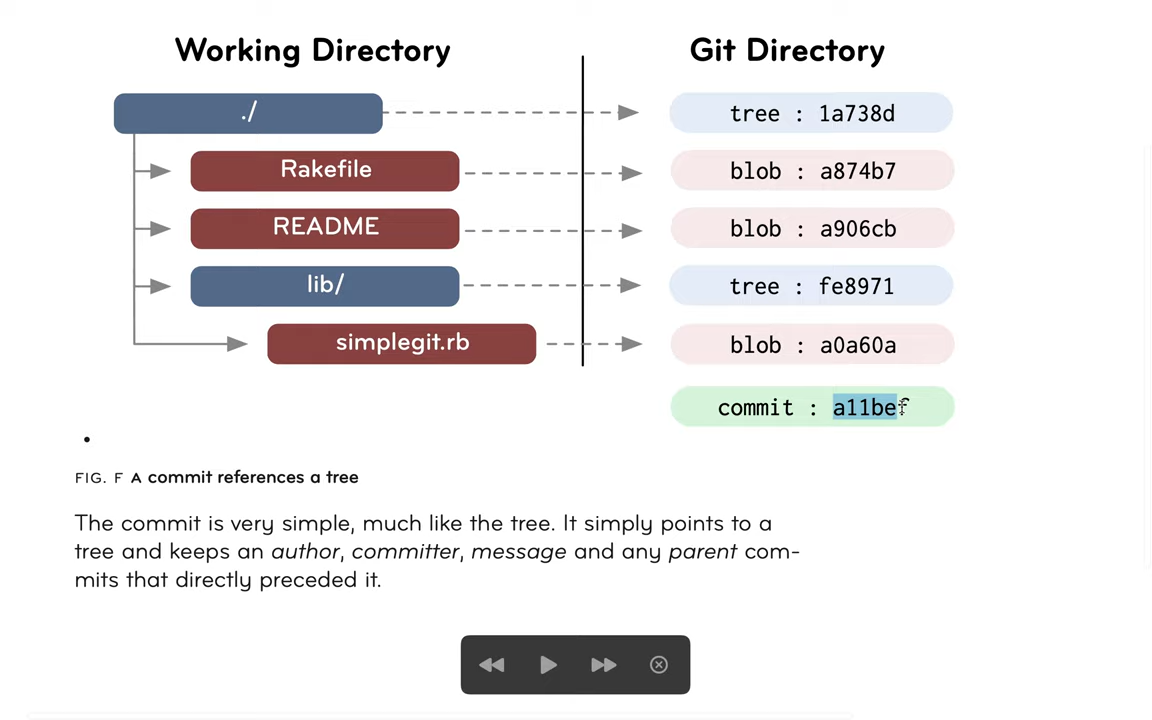 Working Directory
Git Directory
./
tree : 1a738d
Rakefile
blob : a874b7
README
blob : a906cb
lib/
tree : fe8971
simplegit.rb
blob : a0a60a
commit : a11bef
•
FIG. F A commit references a tree
The commit is very simple, much like the tree. It simply points to a
tree and keeps an author, committer, message and any parent com-
mits that directly preceded it.